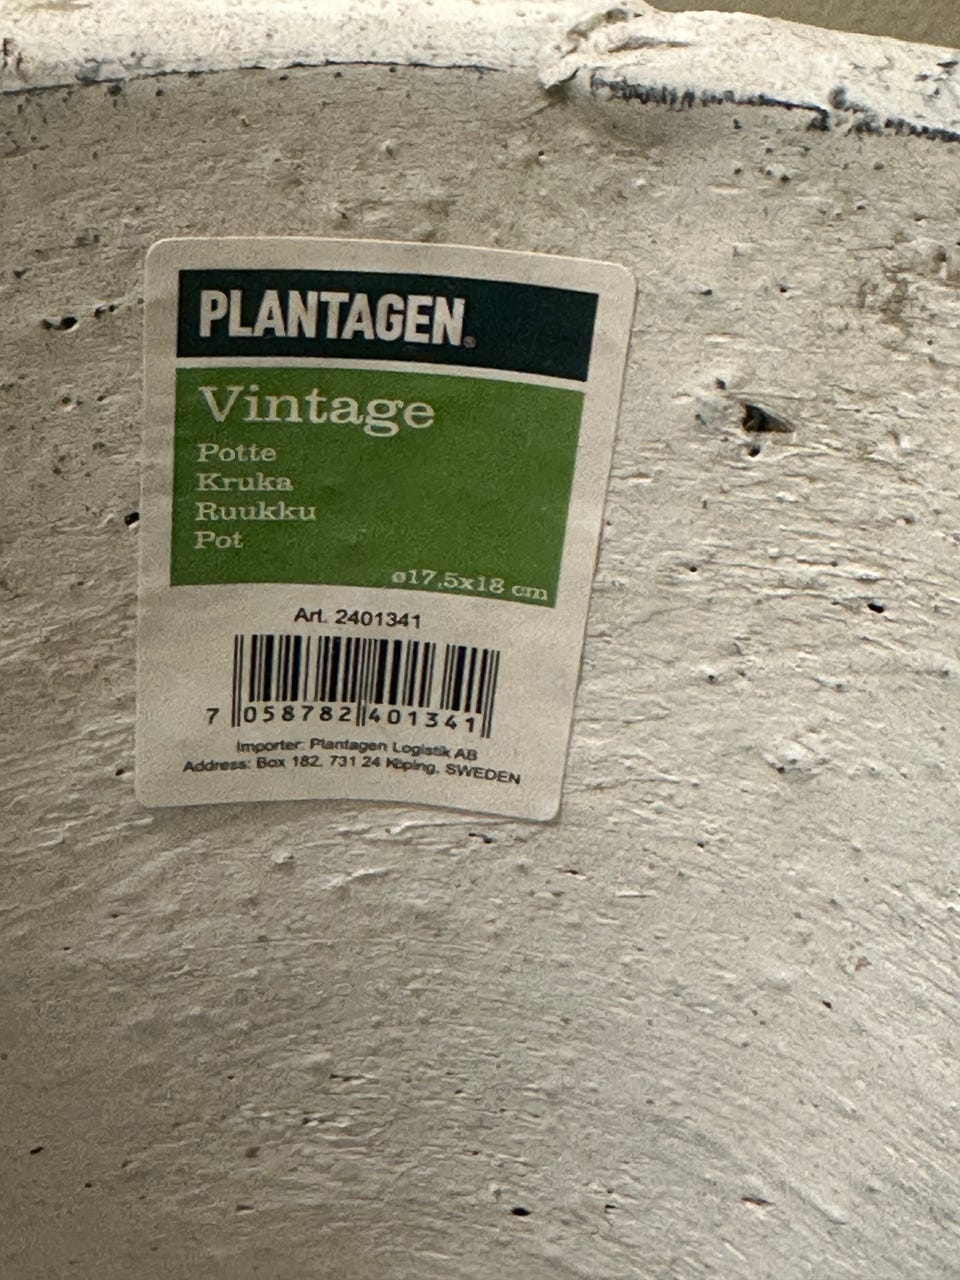 PLANTAGEN®
Vintage
Potte
Kruka
Ruukku
Pot
ø17,5x18 cm
Art. 2401341
7 058782 401341
Importer: Plantagen Logistik AB
Address: Box 182, 731 24 Köping, SWEDEN